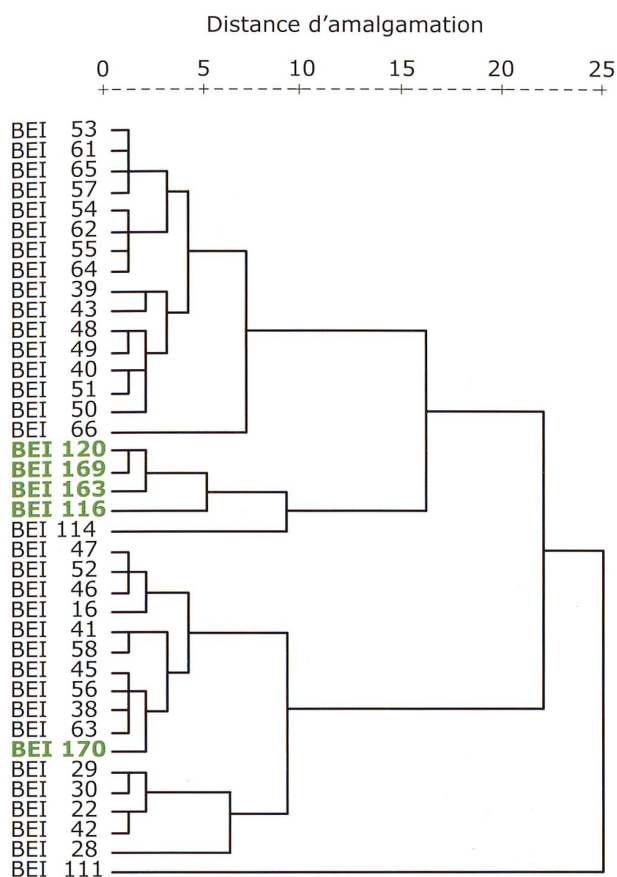 Distance d’amalgamation
0 5 10 15 20 25
BEI 53
BEI 61
BEI 65
BEI 57
BEI 54
BEI 62
BEI 55
BEI 64
BEI 39
BEI 43
BEI 48
BEI 49
BEI 40
BEI 51
BEI 50
BEI 66
BEI 120
BEI 169
BEI 163
BEI 116
BEI 114
BEI 47
BEI 52
BEI 46
BEI 16
BEI 41
BEI 58
BEI 45
BEI 56
BEI 38
BEI 63
BEI 170
BEI 29
BEI 30
BEI 22
BEI 42
BEI 28
BEI 111